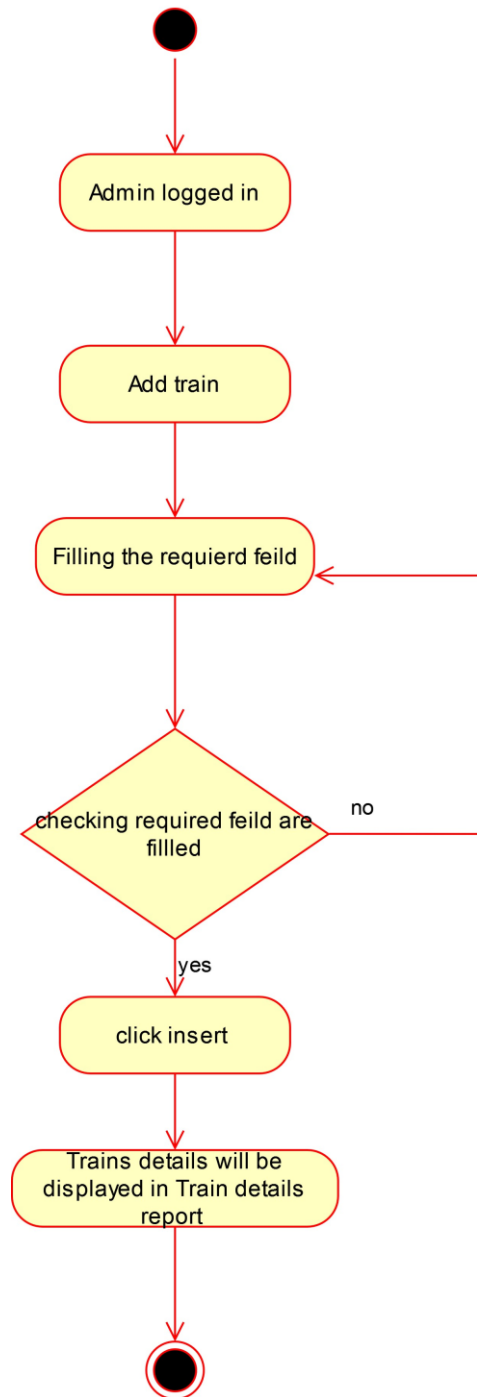 Admin logged in
Add train
Filling the requierd feild
checking required feild are
fillled
no
yes
click insert
Trains details will be
displayed in Train details
report